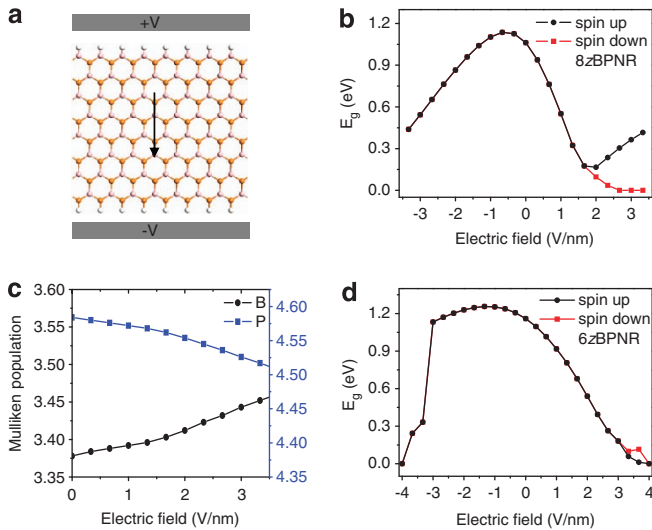 a
+V
-V
b
1.2
0.9
0.6
0.3
0.0
E_g (eV)
spin up
spin down
8zBPNR
-3 -2 -1 0 1 2 3
Electric field (V/nm)
c
3.60
3.55
3.50
3.45
3.40
3.35
Mulliken population
B
P
4.60
4.55
4.50
4.45
4.40
4.35
0 1 2 3
Electric field (V/nm)
d
1.2
0.9
0.6
0.3
0.0
E_g (eV)
spin up
spin down
6zBPNR
-4 -3 -2 -1 0 1 2 3 4
Electric field (V/nm)